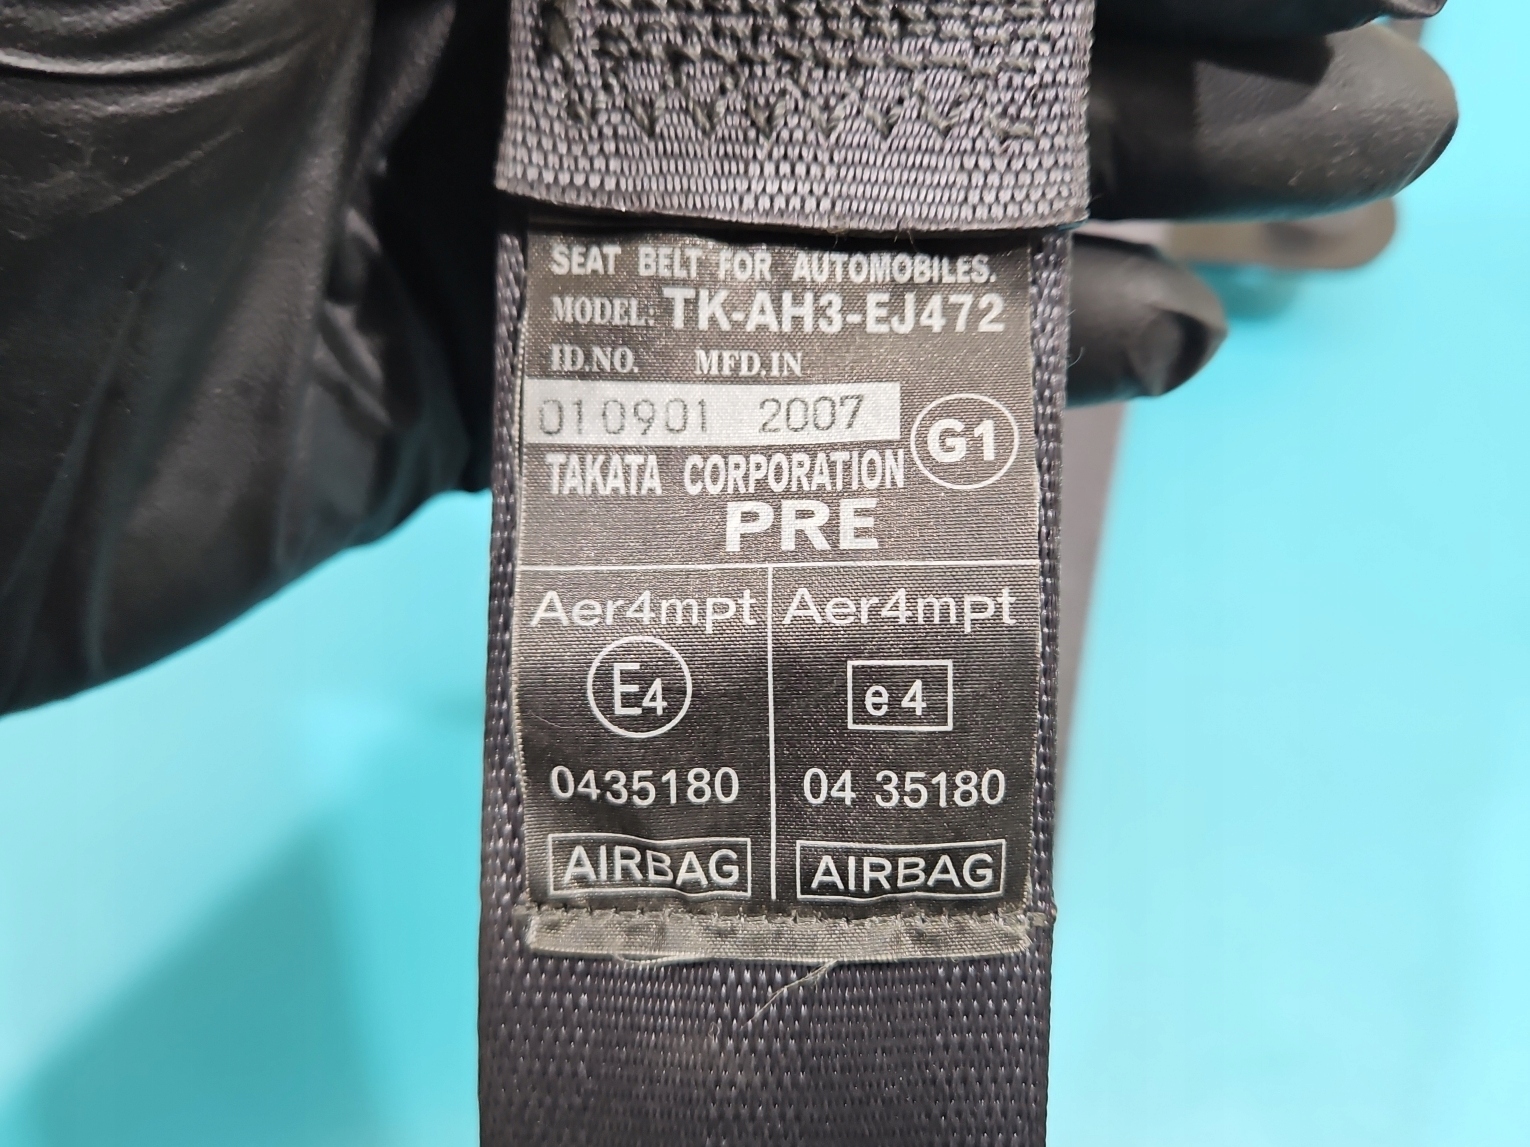 SEAT BELT FOR AUTOMOBILES.
MODEL: TK-AH3-EJ472
ID.NO. MFD.IN
010901 2007
G1
TAKATA CORPORATION
PRE
Aer4mpt Aer4mpt
E4 e4
0435180 04 35180
AIRBAG AIRBAG